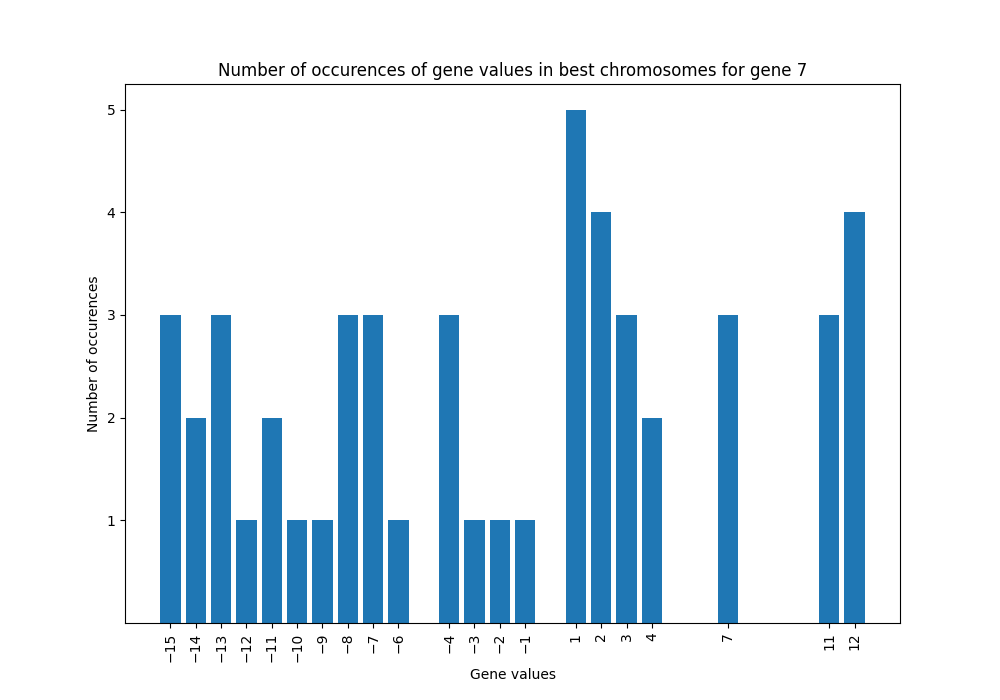 Number of occurences of gene values in best chromosomes for gene 7
5
4
3
2
1
Number of occurences
−15 −14 −13 −12 −11 −10 −9 −8 −7 −6 −4 −3 −2 −1 1 2 3 4 7 11 12
Gene values